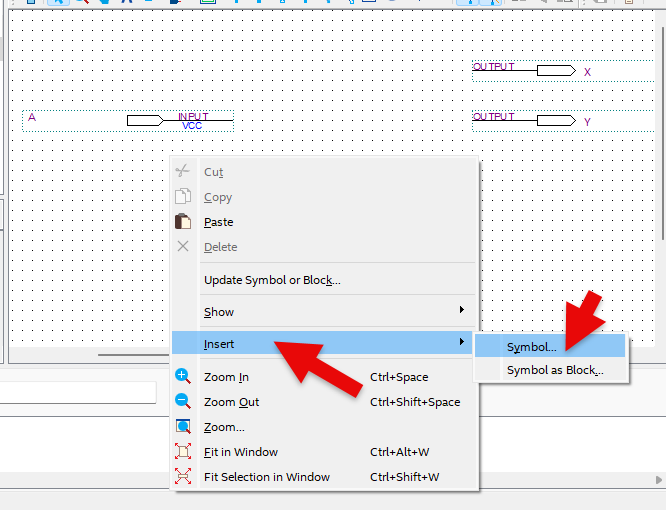 OUTPUT
X
A
INPUT
VCC
OUTPUT
Y
Cut
Copy
Paste
Delete
Update Symbol or Block...
Show
Insert
Symbol...
Symbol as Block...
Zoom In Ctrl+Space
Zoom Out Ctrl+Shift+Space
Zoom...
Fit in Window Ctrl+Alt+W
Fit Selection in Window Ctrl+Shift+W